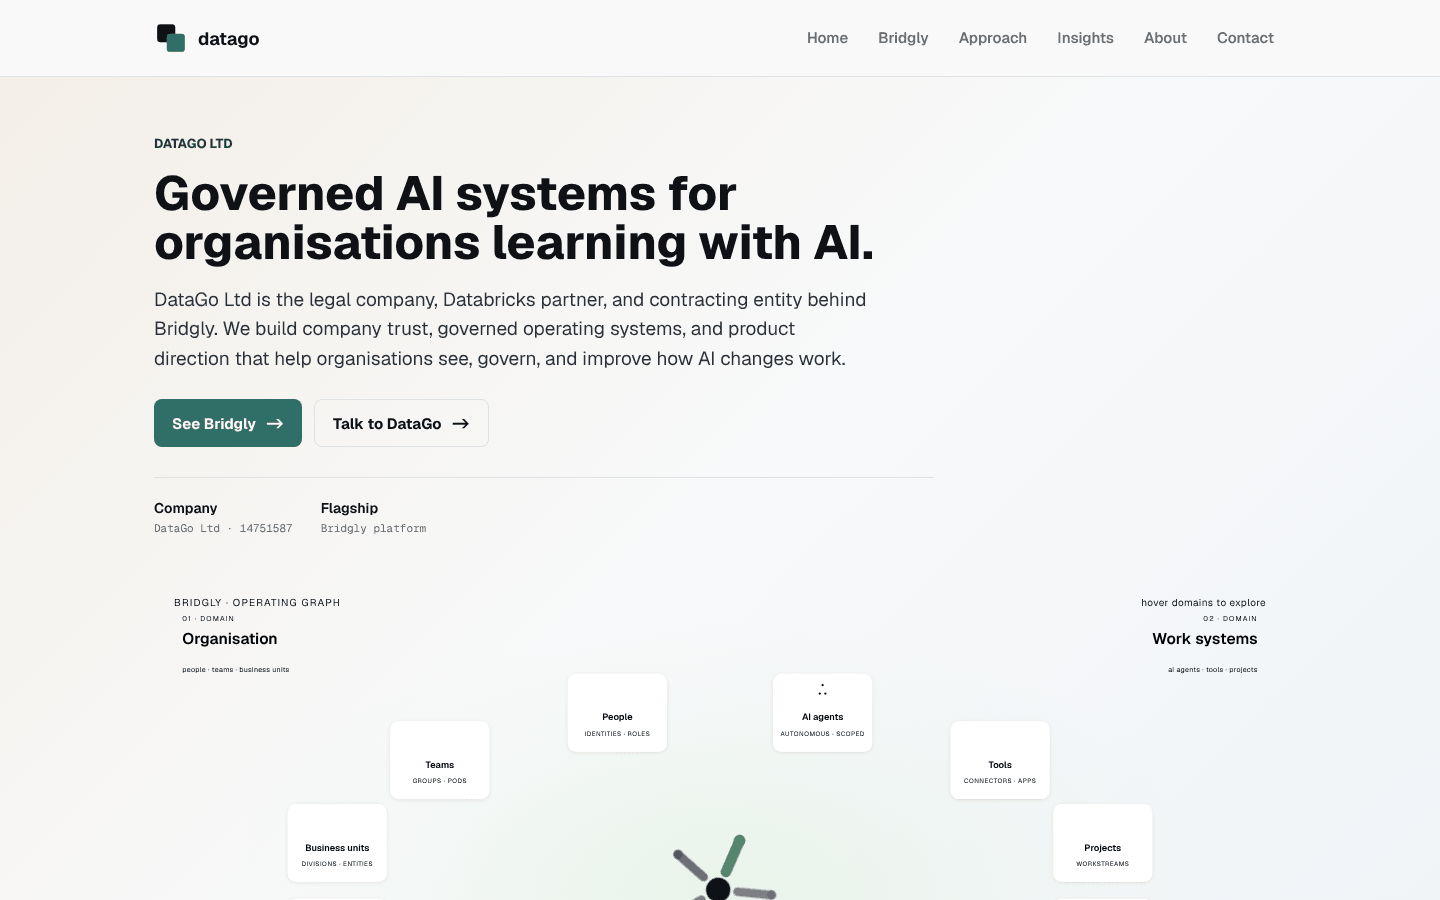 datago
Home Bridgly Approach Insights About Contact
DATAGO LTD
Governed AI systems for
organisations learning with AI.
DataGo Ltd is the legal company, Databricks partner, and contracting entity behind
Bridgly. We build company trust, governed operating systems, and product
direction that help organisations see, govern, and improve how AI changes work.
See Bridgly →
Talk to DataGo →
Company
DataGo Ltd · 14751587
Flagship
Bridgly platform
BRIDGLY · OPERATING GRAPH
hover domains to explore
01 · DOMAIN
Organisation
people · teams · business units
02 · DOMAIN
Work systems
ai agents · tools · projects
People
IDENTITIES · ROLES
AI agents
AUTONOMOUS · SCOPED
Teams
GROUPS · PODS
Tools
CONNECTORS · APPS
Business units
DIVISIONS · ENTITIES
Projects
WORKSTREAMS